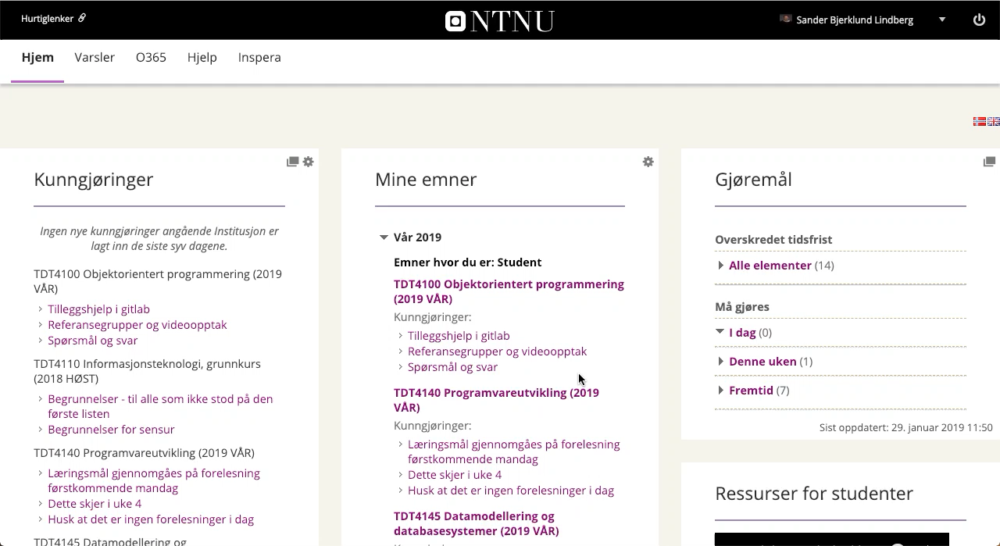 Hurtiglenker
NTNU
Sander Bjerklund Lindberg
Hjem
Varsler
O365
Hjelp
Inspera
Kunngjøringer
Ingen nye kunngjøringer angående Institusjon er
lagt inn de siste syv dagene.
TDT4100 Objektorientert programmering (2019
VÅR)
Tilleggshjelp i gitlab
Referansegrupper og videoopptak
Spørsmål og svar
TDT4110 Informasjonsteknologi, grunnkurs
(2018 HØST)
Begrunnelser - til alle som ikke stod på den
første listen
Begrunnelser for sensur
TDT4140 Programvareutvikling (2019 VÅR)
Læringsmål gjennomgåes på forelesning
førstkommende mandag
Dette skjer i uke 4
Husk at det er ingen forelesninger i dag
TDT4145 Datamodellering og
Mine emner
Vår 2019
Emner hvor du er: Student
TDT4100 Objektorientert programmering
(2019 VÅR)
Kunngjøringer:
Tilleggshjelp i gitlab
Referansegrupper og videoopptak
Spørsmål og svar
TDT4140 Programvareutvikling (2019
VÅR)
Kunngjøringer:
Læringsmål gjennomgåes på forelesning
førstkommende mandag
Dette skjer i uke 4
Husk at det er ingen forelesninger i dag
TDT4145 Datamodellering og
databasesystemer (2019 VÅR)
Gjøremål
Overskredet tidsfrist
Alle elementer (14)
Må gjøres
I dag (0)
Denne uken (1)
Fremtid (7)
Sist oppdatert: 29. januar 2019 11:50
Ressurser for studenter